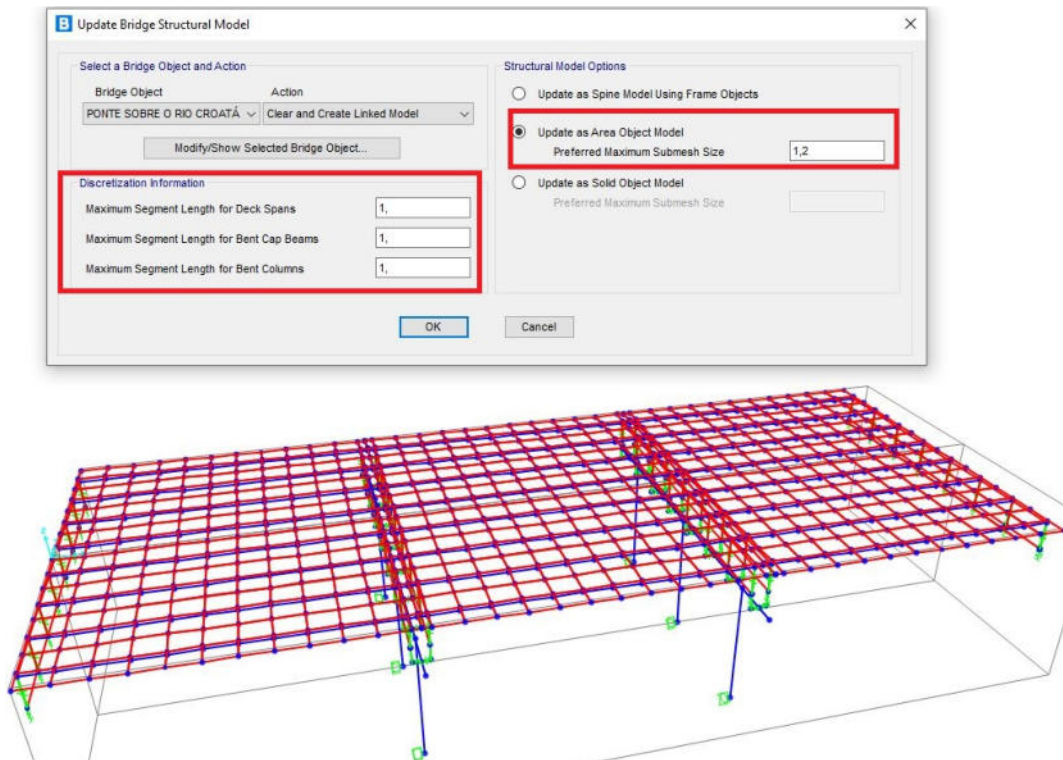 B Update Bridge Structural Model
Select a Bridge Object and Action
Bridge Object Action
PONTE SOBRE O RIO CROATÁ Clear and Create Linked Model
Modify/Show Selected Bridge Object...
Discretization Information
Maximum Segment Length for Deck Spans 1,
Maximum Segment Length for Bent Cap Beams 1,
Maximum Segment Length for Bent Columns 1,
Structural Model Options
Update as Spine Model Using Frame Objects
Update as Area Object Model
Preferred Maximum Submesh Size 1,2
Update as Solid Object Model
Preferred Maximum Submesh Size
OK Cancel